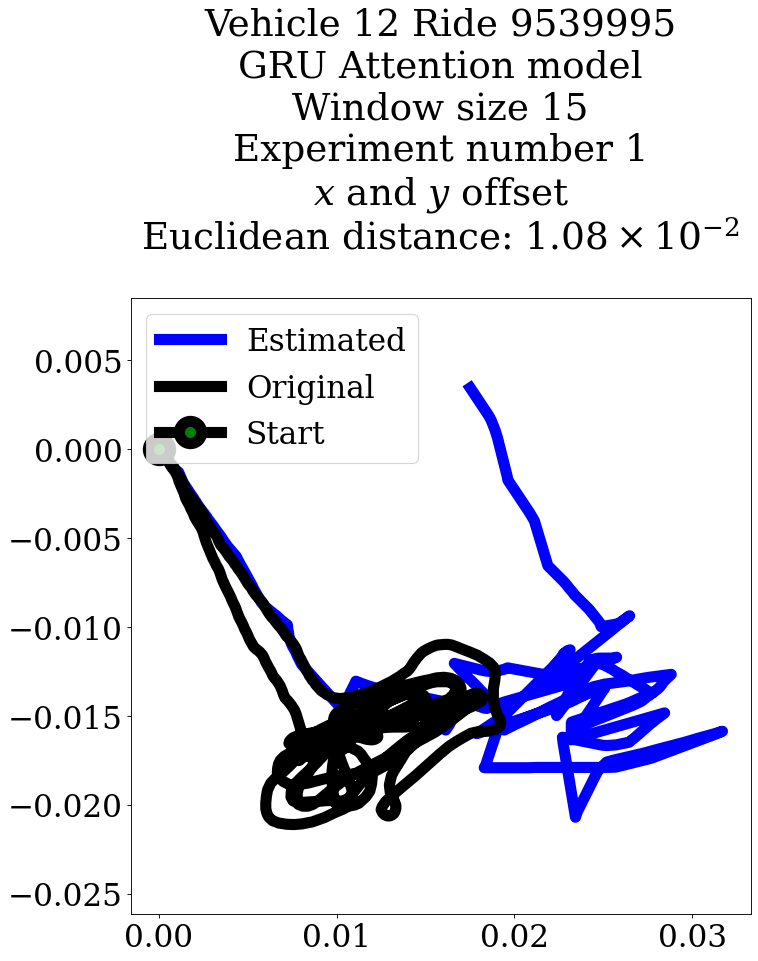 Vehicle 12 Ride 9539995
GRU Attention model
Window size 15
Experiment number 1
x and y offset
Euclidean distance: 1.08 × 10⁻²
Estimated
Original
Start
0.005
0.000
−0.005
−0.010
−0.015
−0.020
−0.025
0.00 0.01 0.02 0.03